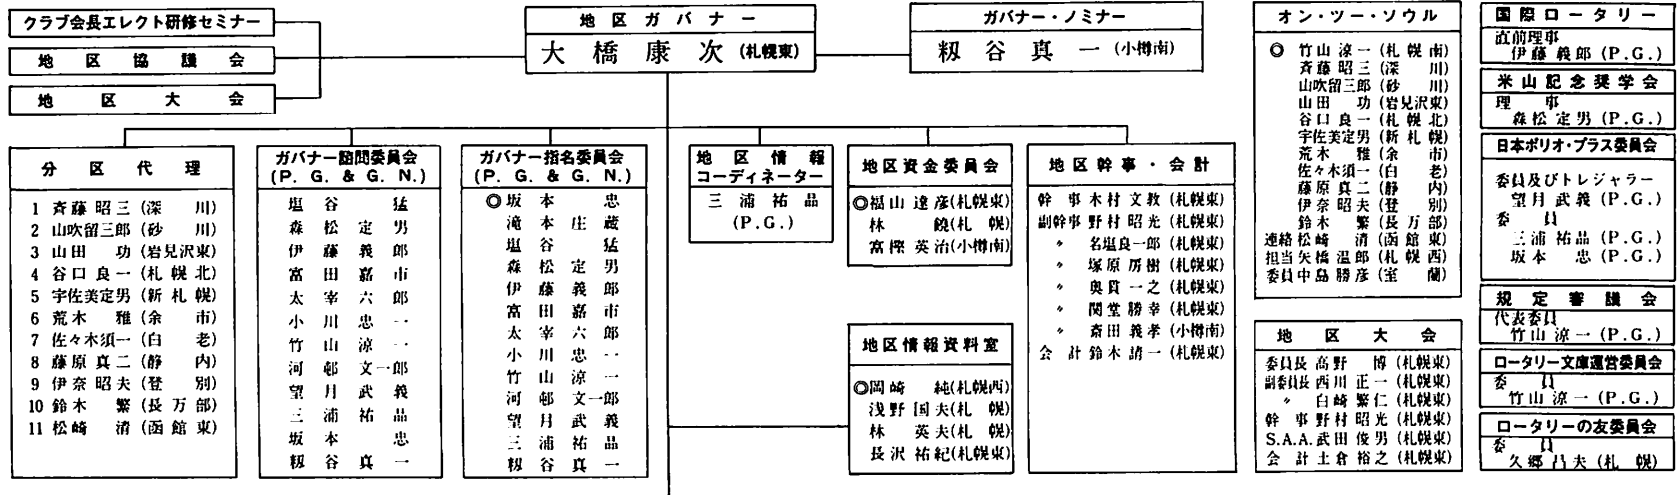 クラブ会長エレクト研修セミナー
地区協議会
地区大会
地区ガバナー
大橋康次(札幌東)
ガバナー・ノミナー
籾谷真一(小樽南)
分区代理
1 斉藤昭三(深川)
2 山吹留三郎(砂川)
3 山田功(岩見沢東)
4 谷口良一(札幌北)
5 宇佐美定男(新札幌)
6 荒木雅(余市)
7 佐々木須一(白老)
8 藤原真二(静内)
9 伊奈昭夫(登別)
10 鈴木繁(長万部)
11 松崎清(函館東)
ガバナー諮問委員会
(P. G. & G. N.)
塩谷猛
森松定男
伊藤義郎
富田嘉市
太宰六郎
小川忠一
竹山涼一
河邨文一郎
望月武義
三浦祐晶
坂本忠
籾谷真一
ガバナー指名委員会
(P. G. & G. N.)
◎坂本忠
滝本庄蔵
塩谷猛
森松定男
伊藤義郎
富田嘉市
太宰六郎
小川忠一
竹山涼一
河邨文一郎
望月武義
三浦祐晶
籾谷真一
地区情報
コーディネーター
三浦祐晶
(P.G.)
地区資金委員会
◎福山達彦(札幌東)
林饒(札幌)
富樫英治(小樽南)
地区情報資料室
◎岡崎純(札幌西)
浅野国夫(札幌)
林英夫(札幌)
長沢祐紀(札幌東)
地区幹事・会計
幹事 木村文教(札幌東)
副幹事 野村昭光(札幌東)
〃 名塩良一郎(札幌東)
〃 塚原房樹(札幌東)
〃 奥貫一之(札幌東)
〃 関堂勝幸(札幌東)
〃 斎田義孝(小樽南)
会計 鈴木請一(札幌東)
オン・ツー・ソウル
◎ 竹山涼一(札幌南)
斉藤昭三(深川)
山吹留三郎(砂川)
山田功(岩見沢東)
谷口良一(札幌北)
宇佐美定男(新札幌)
荒木雅(余市)
佐々木須一(白老)
藤原真二(静内)
伊奈昭夫(登別)
鈴木繁(長万部)
連絡 松崎清(函館東)
担当 矢橋温郎(札幌西)
委員 中島勝彦(室蘭)
地区大会
委員長 高野博(札幌東)
副委員長 西川正一(札幌東)
〃 白崎繁仁(札幌東)
幹事 野村昭光(札幌東)
S.A.A. 武田俊男(札幌東)
会計 土倉裕之(札幌東)
国際ロータリー
直前理事
伊藤義郎(P.G.)
米山記念奨学会
理事
森松定男(P.G.)
日本ポリオ・プラス委員会
委員及びトレジャラー
望月武義(P.G.)
委員
三浦祐晶(P.G.)
坂本忠(P.G.)
規定審議会
代表委員
竹山涼一(P.G.)
ロータリー文庫運営委員会
委員
竹山涼一(P.G.)
ロータリーの友委員会
委員
久郷昌夫(札幌)